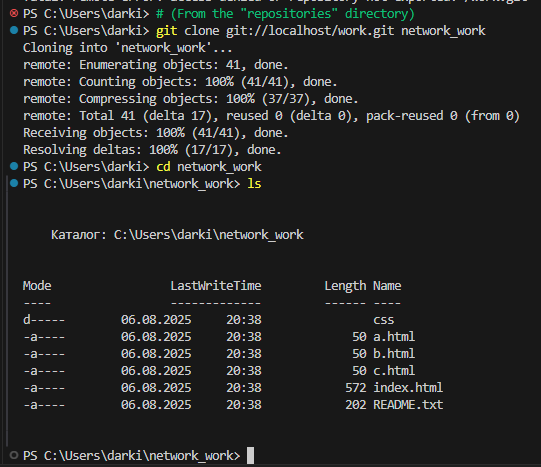 PS C:\Users\darki> # (From the "repositories" directory)
PS C:\Users\darki> git clone git://localhost/work.git network_work
Cloning into 'network_work'...
remote: Enumerating objects: 41, done.
remote: Counting objects: 100% (41/41), done.
remote: Compressing objects: 100% (37/37), done.
remote: Total 41 (delta 17), reused 0 (delta 0), pack-reused 0 (from 0)
Receiving objects: 100% (41/41), done.
Resolving deltas: 100% (17/17), done.
PS C:\Users\darki> cd network_work
PS C:\Users\darki\network_work> ls
Каталог: C:\Users\darki\network_work
Mode LastWriteTime Length Name
---- ------------- ------ ----
d----- 06.08.2025 20:38 css
-a---- 06.08.2025 20:38 50 a.html
-a---- 06.08.2025 20:38 50 b.html
-a---- 06.08.2025 20:38 50 c.html
-a---- 06.08.2025 20:38 572 index.html
-a---- 06.08.2025 20:38 202 README.txt
PS C:\Users\darki\network_work>